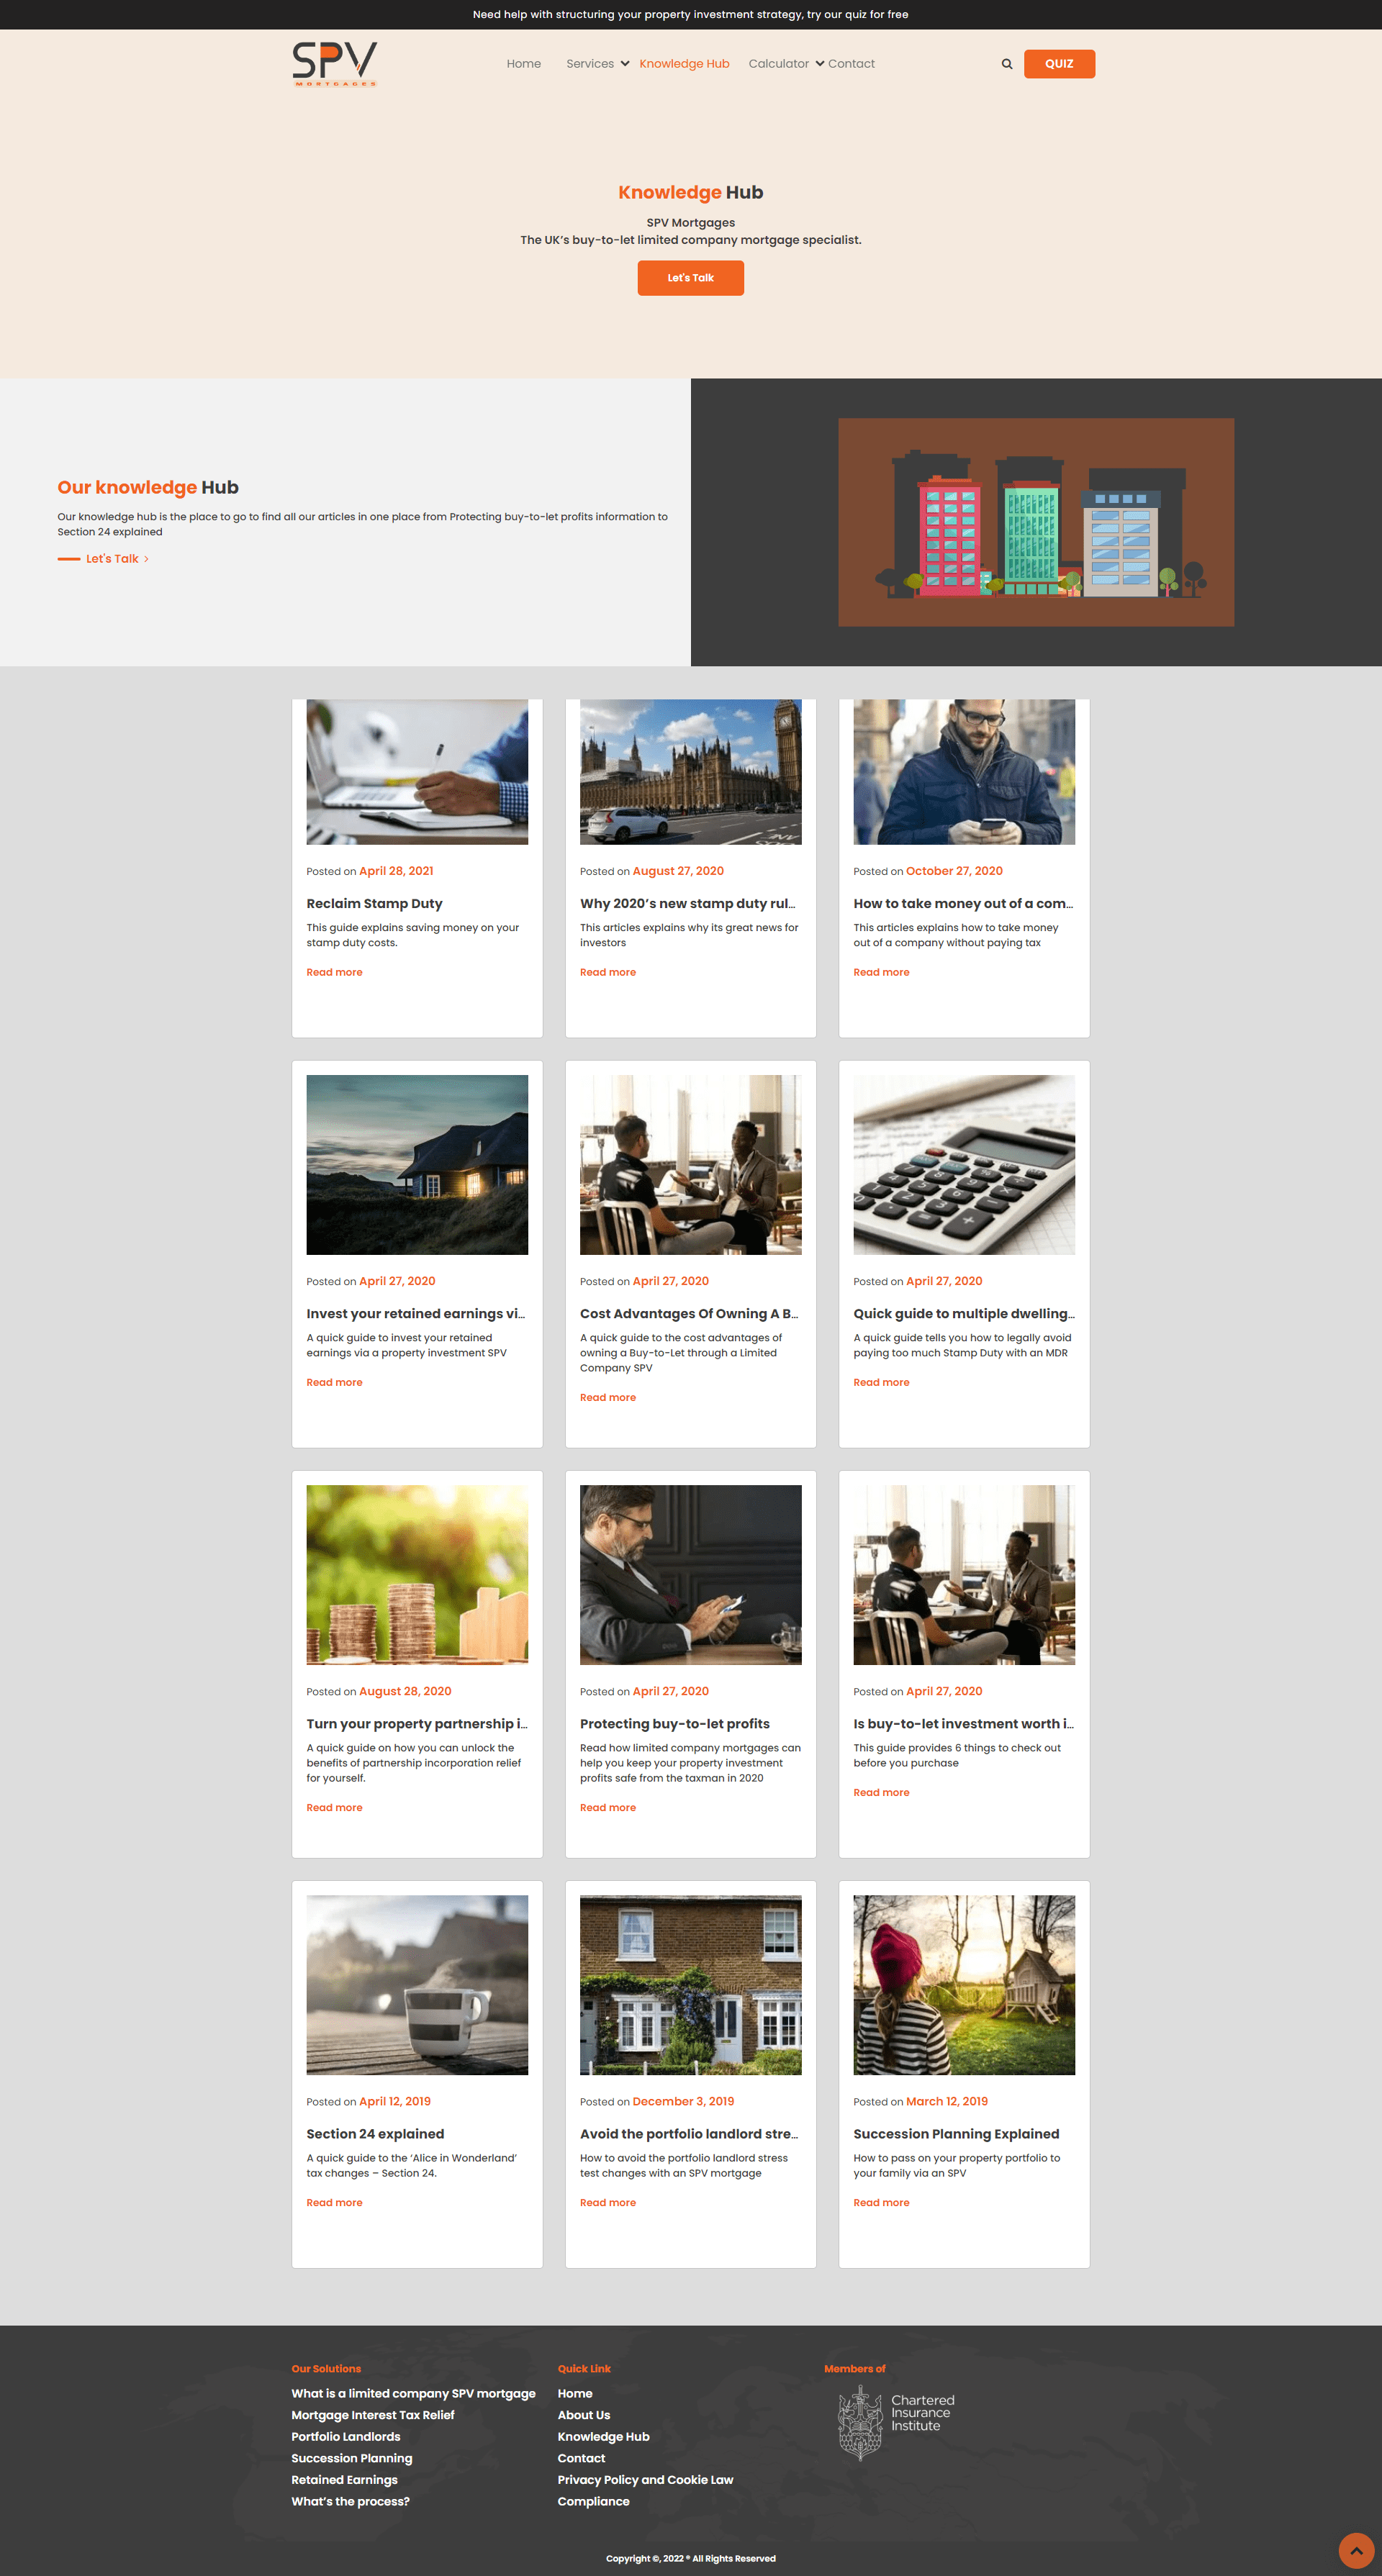 Need help with structuring your property investment strategy, try our quiz for free
SPV
MORTGAGES
Home
Services
Knowledge Hub
Calculator
Contact
QUIZ
Knowledge Hub
SPV Mortgages
The UK’s buy-to-let limited company mortgage specialist.
Let's Talk
Our knowledge Hub
Our knowledge hub is the place to go to find all our articles in one place from Protecting buy-to-let profits information to
Section 24 explained
Let's Talk >
Posted on April 28, 2021
Reclaim Stamp Duty
This guide explains saving money on your
stamp duty costs.
Read more
Posted on August 27, 2020
Why 2020’s new stamp duty rul...
This articles explains why its great news for
investors
Read more
Posted on October 27, 2020
How to take money out of a com...
This articles explains how to take money
out of a company without paying tax
Read more
Posted on April 27, 2020
Invest your retained earnings vi...
A quick guide to invest your retained
earnings via a property investment SPV
Read more
Posted on April 27, 2020
Cost Advantages Of Owning A B...
A quick guide to the cost advantages of
owning a Buy-to-Let through a Limited
Company SPV
Read more
Posted on April 27, 2020
Quick guide to multiple dwelling...
A quick guide tells you how to legally avoid
paying too much Stamp Duty with an MDR
Read more
Posted on August 28, 2020
Turn your property partnership i...
A quick guide on how you can unlock the
benefits of partnership incorporation relief
for yourself.
Read more
Posted on April 27, 2020
Protecting buy-to-let profits
Read how limited company mortgages can
help you keep your property investment
profits safe from the taxman in 2020
Read more
Posted on April 27, 2020
Is buy-to-let investment worth i...
This guide provides 6 things to check out
before you purchase
Read more
Posted on April 12, 2019
Section 24 explained
A quick guide to the ‘Alice in Wonderland’
tax changes – Section 24.
Read more
Posted on December 3, 2019
Avoid the portfolio landlord stre...
How to avoid the portfolio landlord stress
test changes with an SPV mortgage
Read more
Posted on March 12, 2019
Succession Planning Explained
How to pass on your property portfolio to
your family via an SPV
Read more
Our Solutions
What is a limited company SPV mortgage
Mortgage Interest Tax Relief
Portfolio Landlords
Succession Planning
Retained Earnings
What’s the process?
Quick Link
Home
About Us
Knowledge Hub
Contact
Privacy Policy and Cookie Law
Compliance
Members of
Chartered
Insurance
Institute
Copyright ©, 2022 ® All Rights Reserved